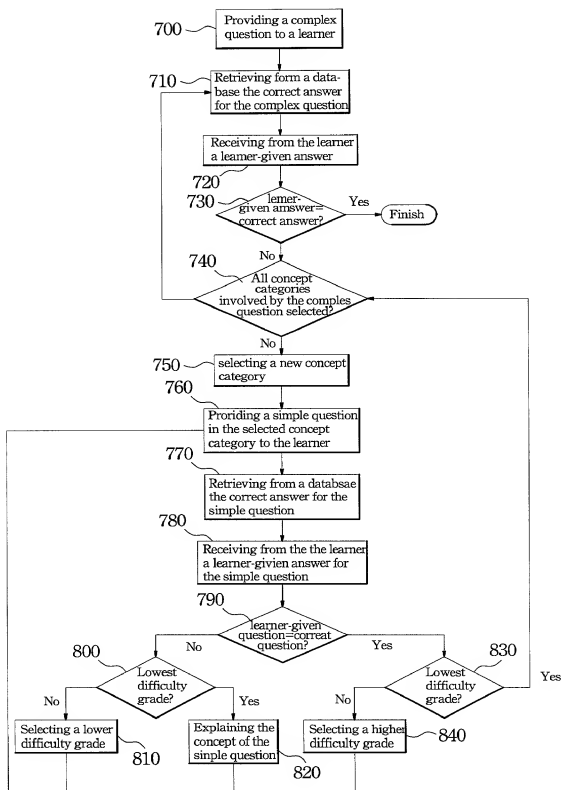 700
Providing a complex
question to a learner
710
Retrieving form a data-
base the correct answer
for the complex question
Receiving from the learner
a learner-given answer
720
730
lemer-
given amswer=
correct answer?
Yes
Finish
No
740
All concept
categories
involved by the comples
question selected?
No
750
selecting a new concept
category
760
Proriding a simple question
in the selected concept
category to the learner
770
Retrieving from a databsae
the correct answer for the
simple question
780
Receiving from the the learner
a learner-givien answer for
the simple question
790
learner-given
question=correat
question?
No
Yes
800
Lowest
difficulty
grade?
830
Lowest
difficulty
grade?
Yes
No
Yes
No
Selecting a lower
difficulty grade
810
Explaining the
concept of the
sinple question
820
Selecting a higher
difficulty grade
840